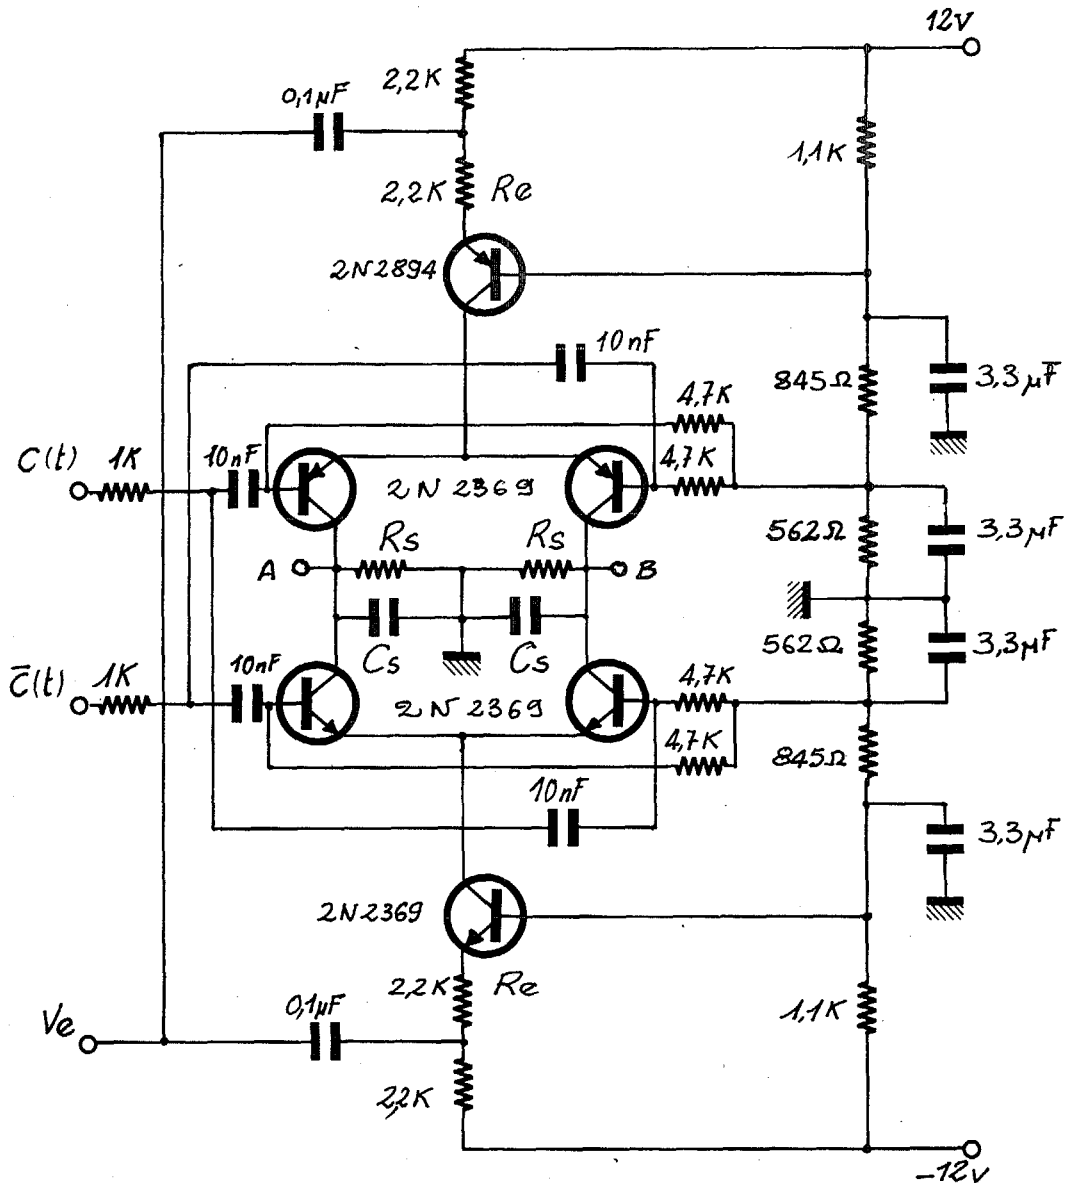 12V
2,2K
0,1µF
1,1K
2,2K Re
2N2894
10nF
845Ω
3,3µF
4,7K
C(t) 1K
10nF
4,7K
2N2369
Rs
Rs
562Ω
3,3µF
A
B
562Ω
3,3µF
Cs
Cs
C̅(t) 1K
10nF
4,7K
2N2369
4,7K
845Ω
10nF
3,3µF
2N2369
2,2K
Re
0,1µF
1,1K
Ve
2,2K
-12V